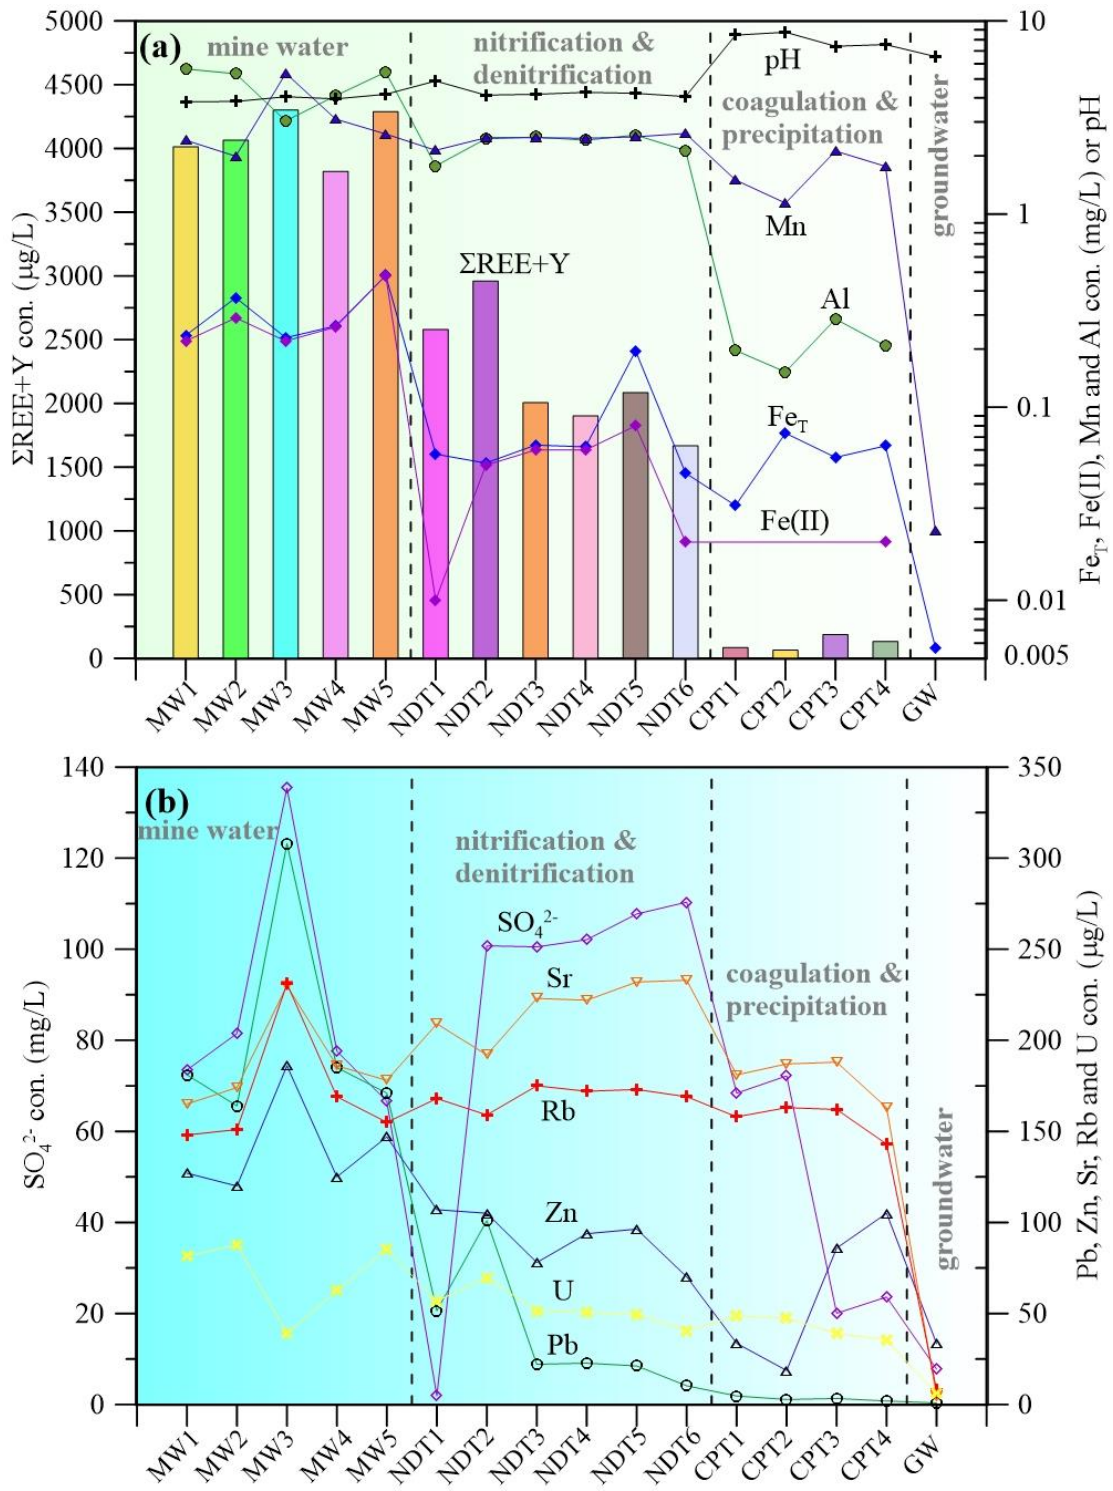 (a)
mine water
nitrification &
denitrification
coagulation &
precipitation
groundwater
pH
Mn
ΣREE+Y
Al
Fe_T
Fe(II)
5000
4500
4000
3500
3000
2500
2000
1500
1000
500
0
ΣREE+Y con. (μg/L)
10
1
0.1
0.01
0.005
Fe_T, Fe(II), Mn and Al con. (mg/L) or pH
MW1
MW2
MW3
MW4
MW5
NDT1
NDT2
NDT3
NDT4
NDT5
NDT6
CPT1
CPT2
CPT3
CPT4
GW
(b)
mine water
nitrification &
denitrification
coagulation &
precipitation
groundwater
SO₄²⁻
Sr
Rb
Zn
U
Pb
140
120
100
80
60
40
20
0
SO₄²⁻ con. (mg/L)
350
300
250
200
150
100
50
0
Pb, Zn, Sr, Rb and U con. (μg/L)
MW1
MW2
MW3
MW4
MW5
NDT1
NDT2
NDT3
NDT4
NDT5
NDT6
CPT1
CPT2
CPT3
CPT4
GW